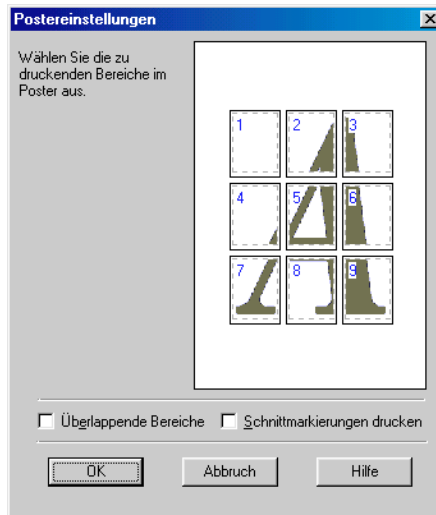 Postereinstellungen
Wählen Sie die zu
druckenden Bereiche im
Poster aus.
1 2 3
4 5 6
7 8 9
Überlappende Bereiche Schnittmarkierungen drucken
OK Abbruch Hilfe